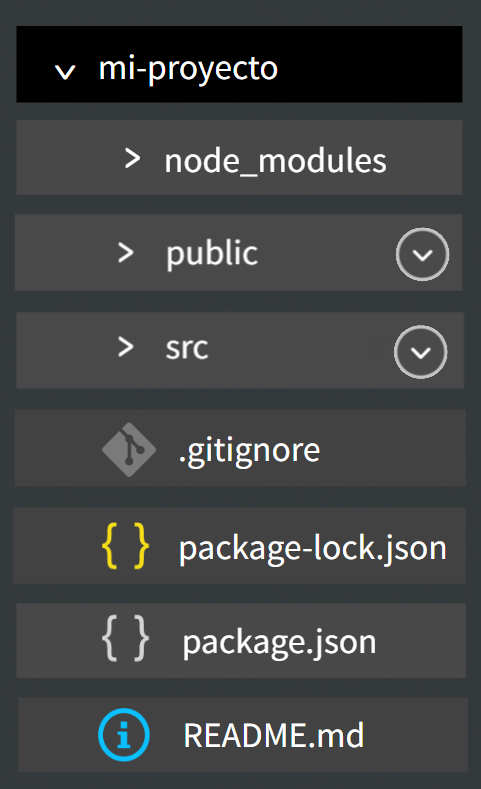 mi-proyecto
node_modules
public
src
.gitignore
{ } package-lock.json
{ } package.json
README.md